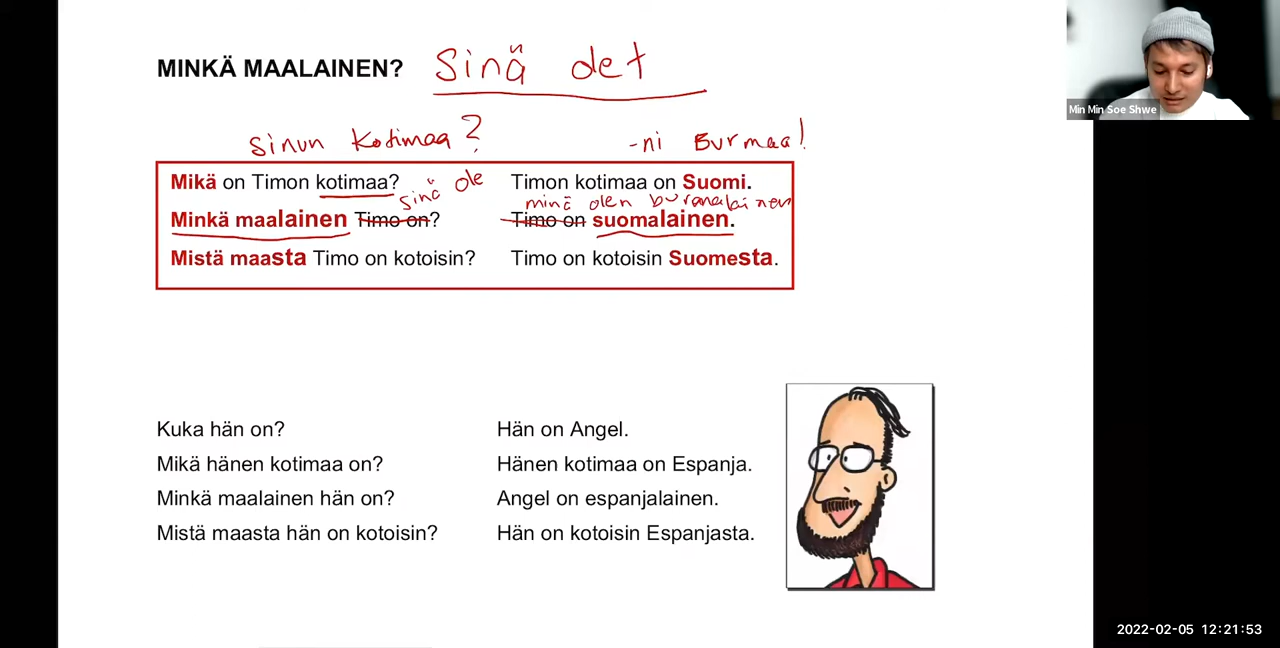 MINKÄ MAALAINEN? Sinä det
Min Min Soe Shwe
sinun kotimaa? -ni Burmaa!
Mikä on Timon kotimaa? Timon kotimaa on Suomi.
sinä ole minä olen burmalainen
Minkä maalainen Timo on? Timo on suomalainen.
Mistä maasta Timo on kotoisin? Timo on kotoisin Suomesta.
Kuka hän on? Hän on Angel.
Mikä hänen kotimaa on? Hänen kotimaa on Espanja.
Minkä maalainen hän on? Angel on espanjalainen.
Mistä maasta hän on kotoisin? Hän on kotoisin Espanjasta.
2022-02-05 12:21:53